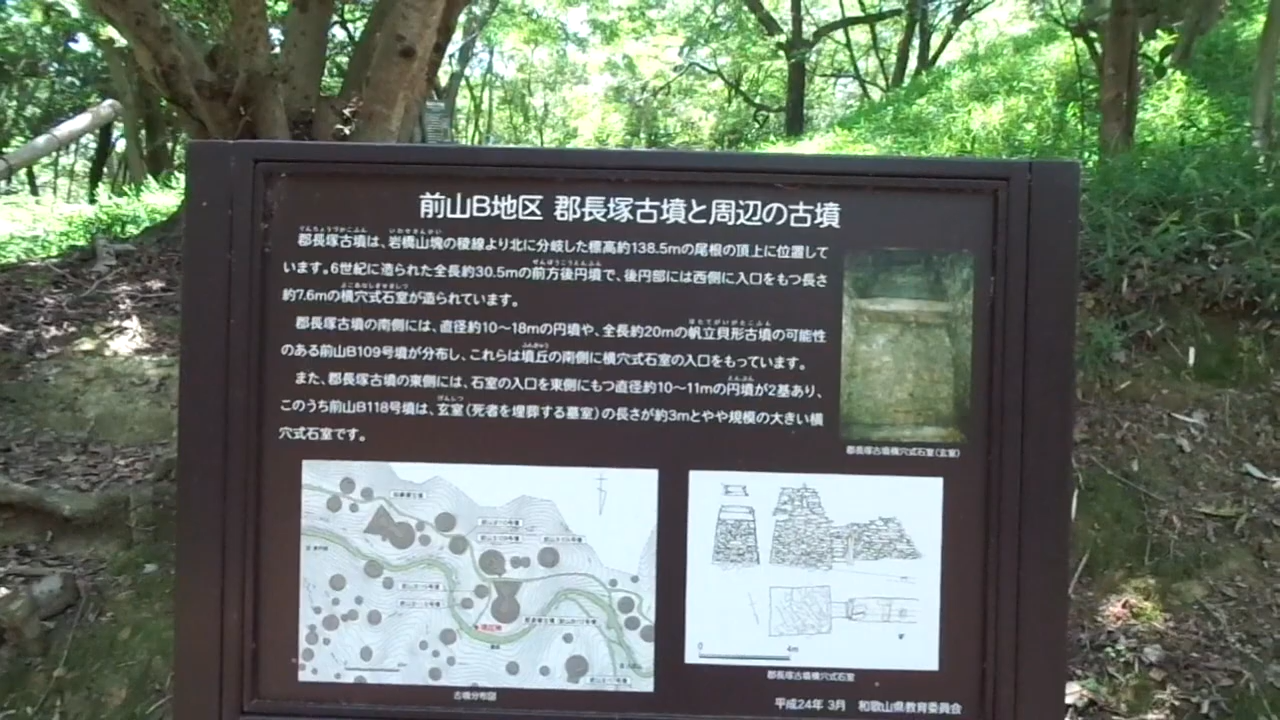 前山B地区 郡長塚古墳と周辺の古墳
郡長塚古墳は、岩橋山塊の稜線より北に分岐した標高約138.5mの尾根の頂上に位置して
います。6世紀に造られた全長約30.5mの前方後円墳で、後円部には西側に入口をもつ長さ
約7.6mの横穴式石室が造られています。
郡長塚古墳の南側には、直径約10〜18mの円墳や、全長約20mの帆立貝形古墳の可能性
のある前山B109号墳が分布し、これらは墳丘の南側に横穴式石室の入口をもっています。
また、郡長塚古墳の東側には、石室の入口を東側にもつ直径約10〜11mの円墳が2基あり、
このうち前山B118号墳は、玄室(死者を埋葬する墓室)の長さが約3mとやや規模の大きい横
穴式石室です。
郡長塚古墳横穴式石室(玄室)
現在地
古墳分布図
0 4m
郡長塚古墳横穴式石室
平成24年 3月 和歌山県教育委員会